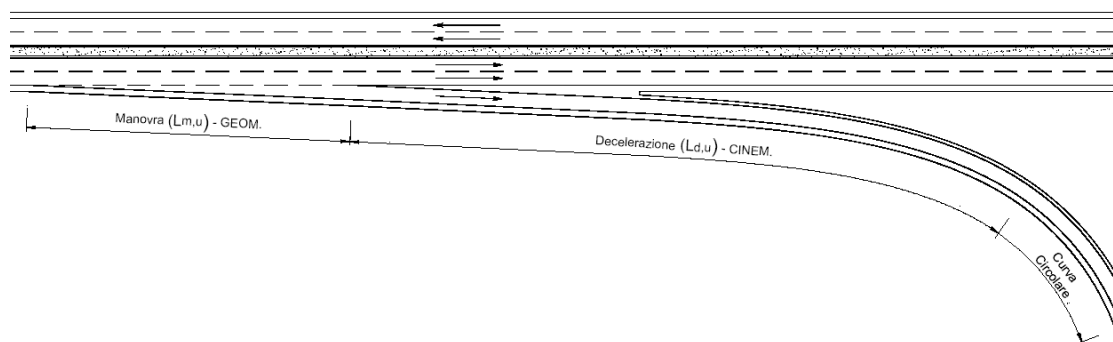 Manovra (Lm,u) - GEOM.
Decelerazione (Ld,u) - CINEM.
Curva
Circolare